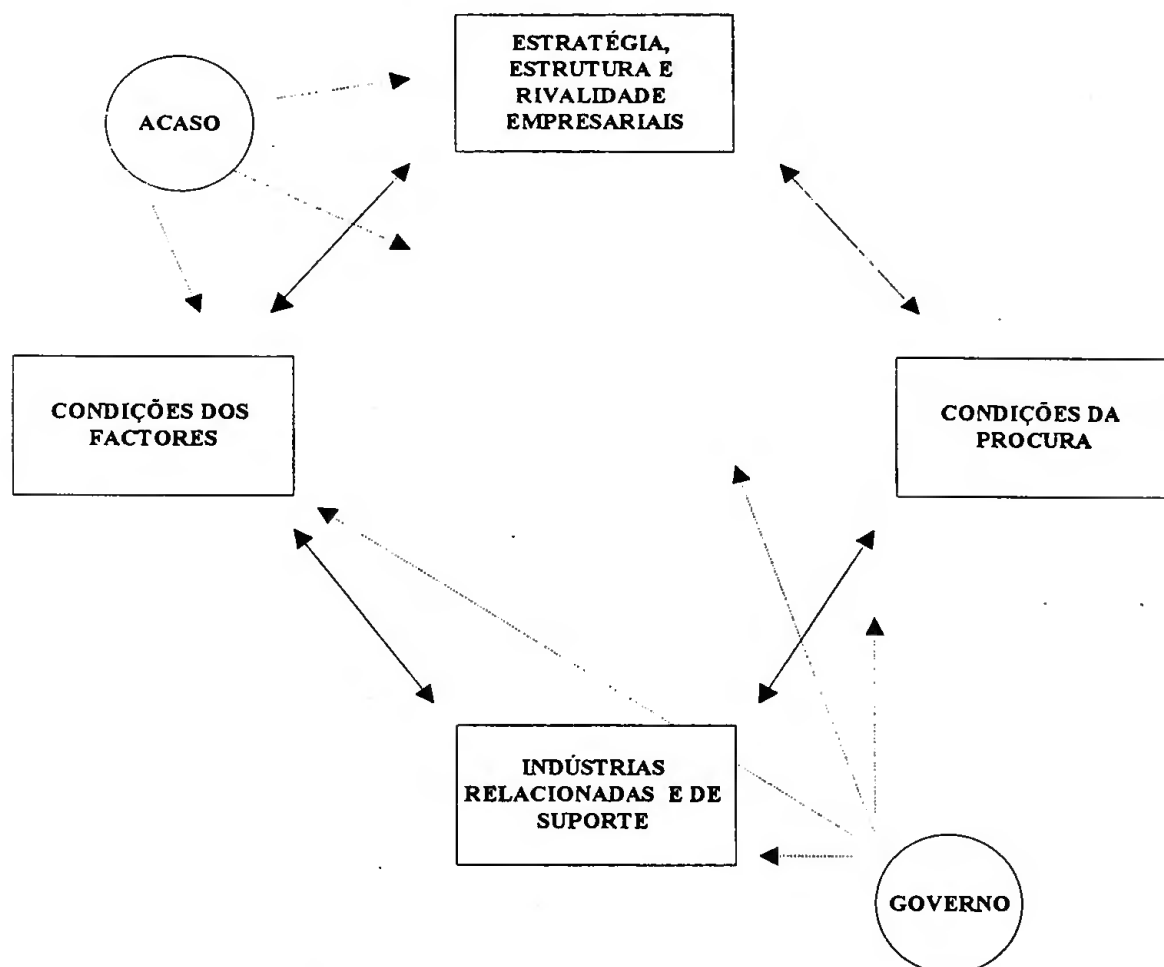 ESTRATÉGIA,
ESTRUTURA E
RIVALIDADE
EMPRESARIAIS
ACASO
CONDIÇÕES DOS
FACTORES
CONDIÇÕES DA
PROCURA
INDÚSTRIAS
RELACIONADAS E DE
SUPORTE
GOVERNO